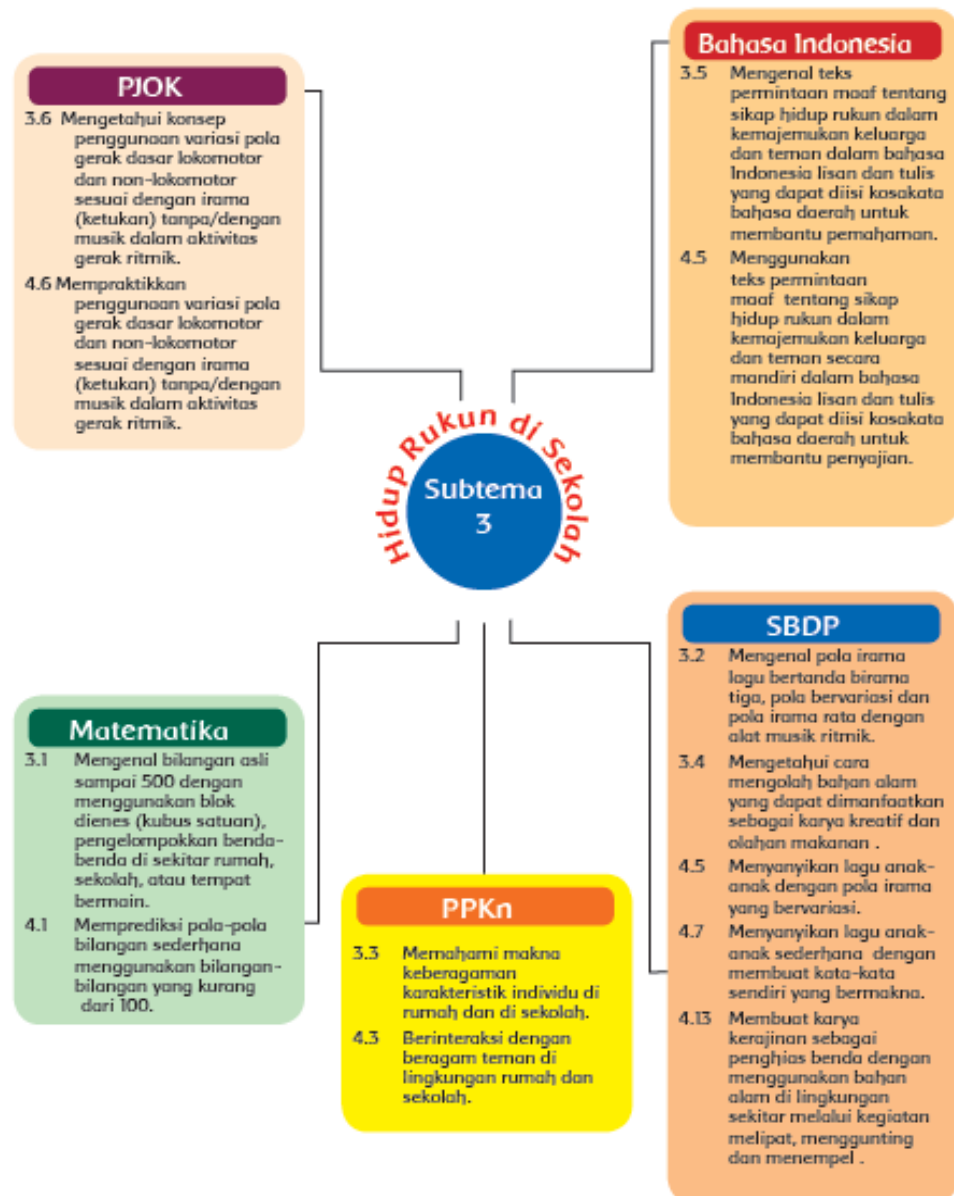 PJOK
3.6 Mengetahui konsep
penggunaan variasi pola
gerak dasar lokomotor
dan non-lokomotor
sesuai dengan irama
(ketukan) tanpa/dengan
musik dalam aktivitas
gerak ritmik.
4.6 Mempraktikkan
penggunaan variasi pola
gerak dasar lokomotor
dan non-lokomotor
sesuai dengan irama
(ketukan) tanpa/dengan
musik dalam aktivitas
gerak ritmik.
Bahasa Indonesia
3.5 Mengenal teks
permintaan maaf tentang
sikap hidup rukun dalam
kemajemukan keluarga
dan teman dalam bahasa
Indonesia lisan dan tulis
yang dapat diisi kosakata
bahasa daerah untuk
membantu pemahaman.
4.5 Menggunakan
teks permintaan
maaf tentang sikap
hidup rukun dalam
kemajemukan keluarga
dan teman secara
mandiri dalam bahasa
Indonesia lisan dan tulis
yang dapat diisi kosakata
bahasa daerah untuk
membantu penyajian.
Hidup Rukun di Sekolah
Subtema
3
Matematika
3.1 Mengenal bilangan asli
sampai 500 dengan
menggunakan blok
dienes (kubus satuan),
pengelompokkan benda-
benda di sekitar rumah,
sekolah, atau tempat
bermain.
4.1 Memprediksi pola-pola
bilangan sederhana
menggunakan bilangan-
bilangan yang kurang
dari 100.
PPKn
3.3 Memahami makna
keberagaman
karakteristik individu di
rumah dan di sekolah.
4.3 Berinteraksi dengan
beragam teman di
lingkungan rumah dan
sekolah.
SBDP
3.2 Mengenal pola irama
lagu bertanda birama
tiga, pola bervariasi dan
pola irama rata dengan
alat musik ritmik.
3.4 Mengetahui cara
mengolah bahan alam
yang dapat dimanfaatkan
sebagai karya kreatif dan
olahan makanan .
4.5 Menyanyikan lagu anak-
anak dengan pola irama
yang bervariasi.
4.7 Menyanyikan lagu anak-
anak sederhana dengan
membuat kata-kata
sendiri yang bermakna.
4.13 Membuat karya
kerajinan sebagai
penghias benda dengan
menggunakan bahan
alam di lingkungan
sekitar melalui kegiatan
melipat, menggunting
dan menempel .